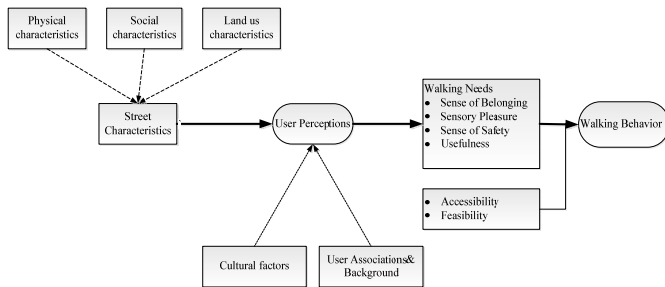 Physical
characteristics
Social
characteristics
Land us
characteristics
Street
Characteristics
User Perceptions
Walking Needs
• Sense of Belonging
• Sensory Pleasure
• Sense of Safety
• Usefulness
Walking Behavior
• Accessibility
• Feasibility
Cultural factors
User Associations&
Background